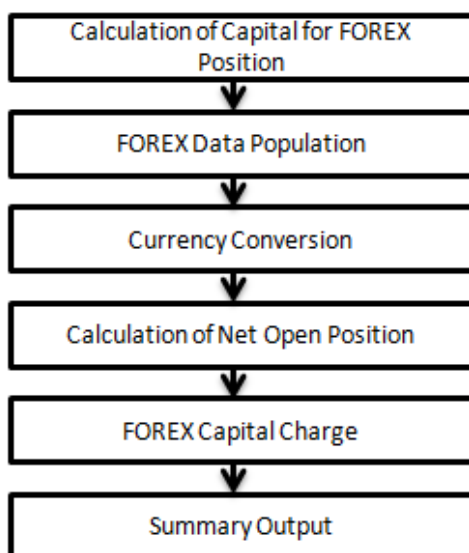 Calculation of Capital for FOREX
Position
FOREX Data Population
Currency Conversion
Calculation of Net Open Position
FOREX Capital Charge
Summary Output